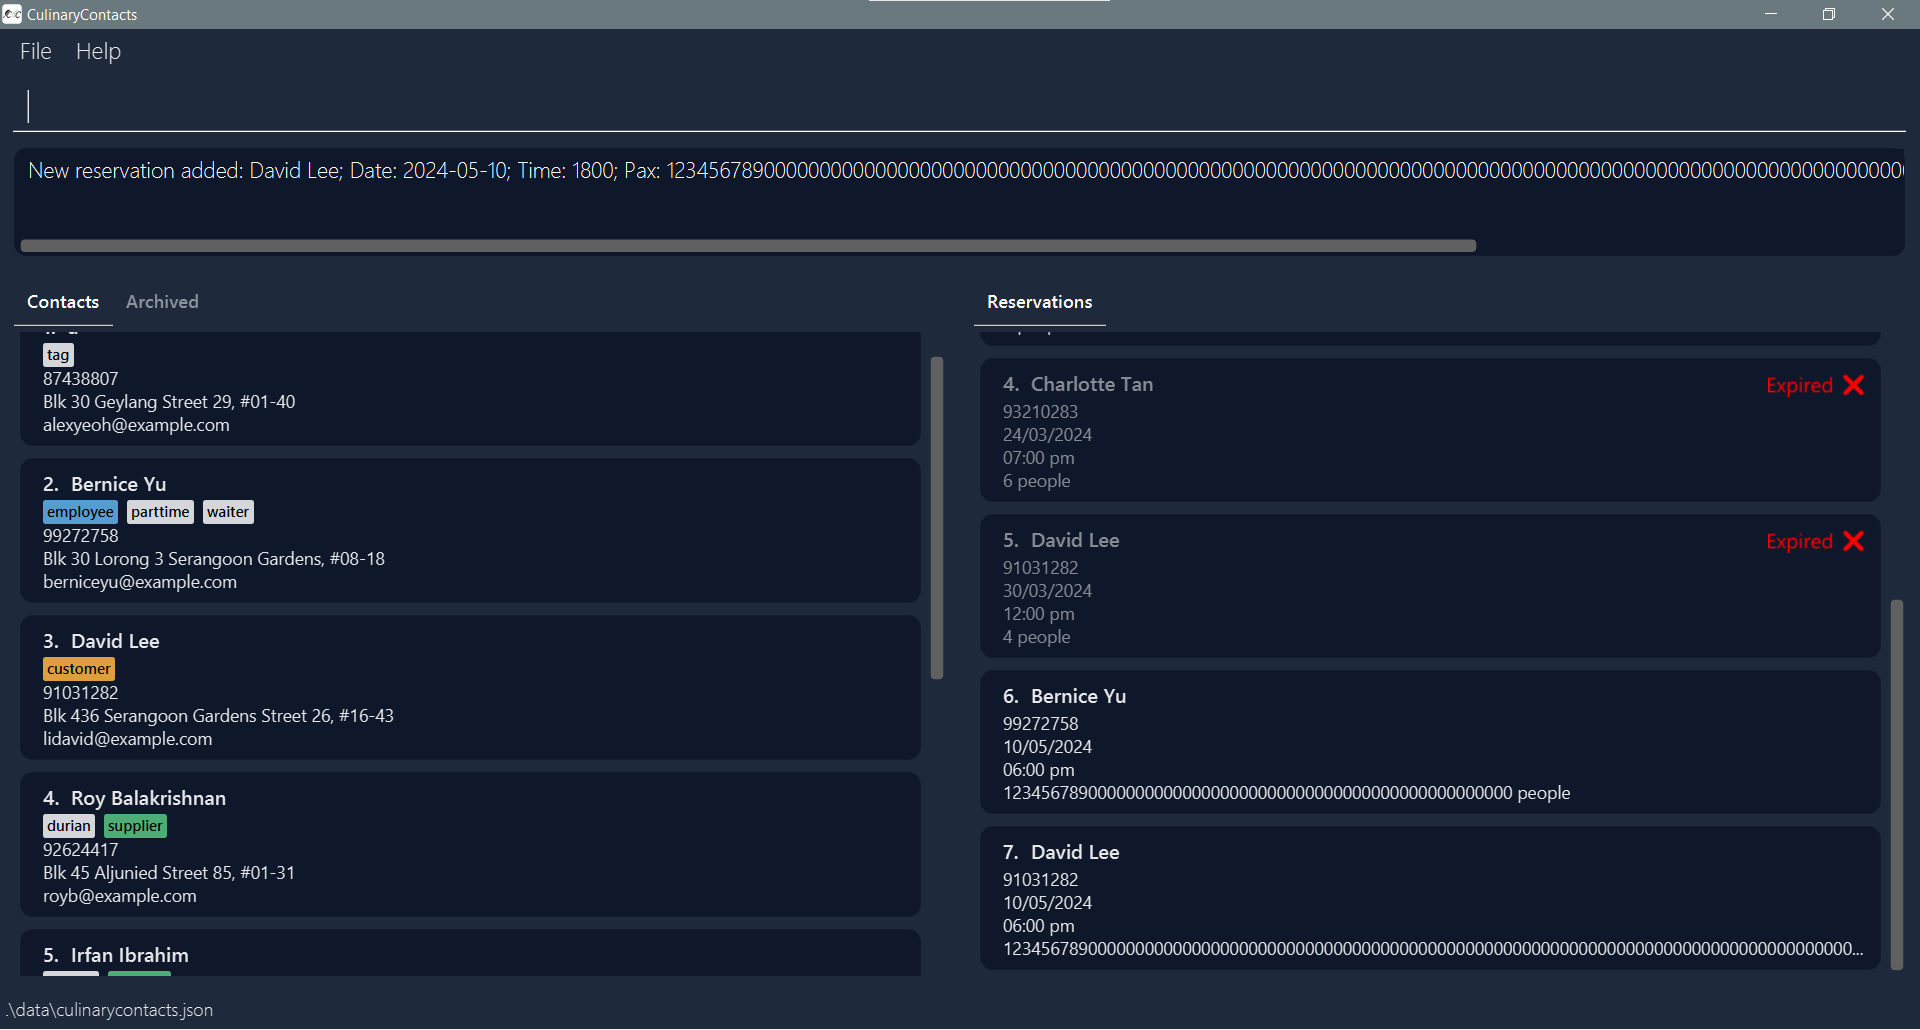 CulinaryContacts
File Help
New reservation added: David Lee; Date: 2024-05-10; Time: 1800; Pax:
Contacts Archived
tag
87438807
Blk 30 Geylang Street 29, #01-40
alexyeoh@example.com
2. Bernice Yu
employee parttime waiter
99272758
Blk 30 Lorong 3 Serangoon Gardens, #08-18
berniceyu@example.com
3. David Lee
customer
91031282
Blk 436 Serangoon Gardens Street 26, #16-43
lidavid@example.com
4. Roy Balakrishnan
durian supplier
92624417
Blk 45 Aljunied Street 85, #01-31
royb@example.com
5. Irfan Ibrahim
Reservations
4. Charlotte Tan
Expired
93210283
24/03/2024
07:00 pm
6 people
5. David Lee
Expired
91031282
30/03/2024
12:00 pm
4 people
6. Bernice Yu
99272758
10/05/2024
06:00 pm
people
7. David Lee
91031282
10/05/2024
06:00 pm
.\data\culinarycontacts.json